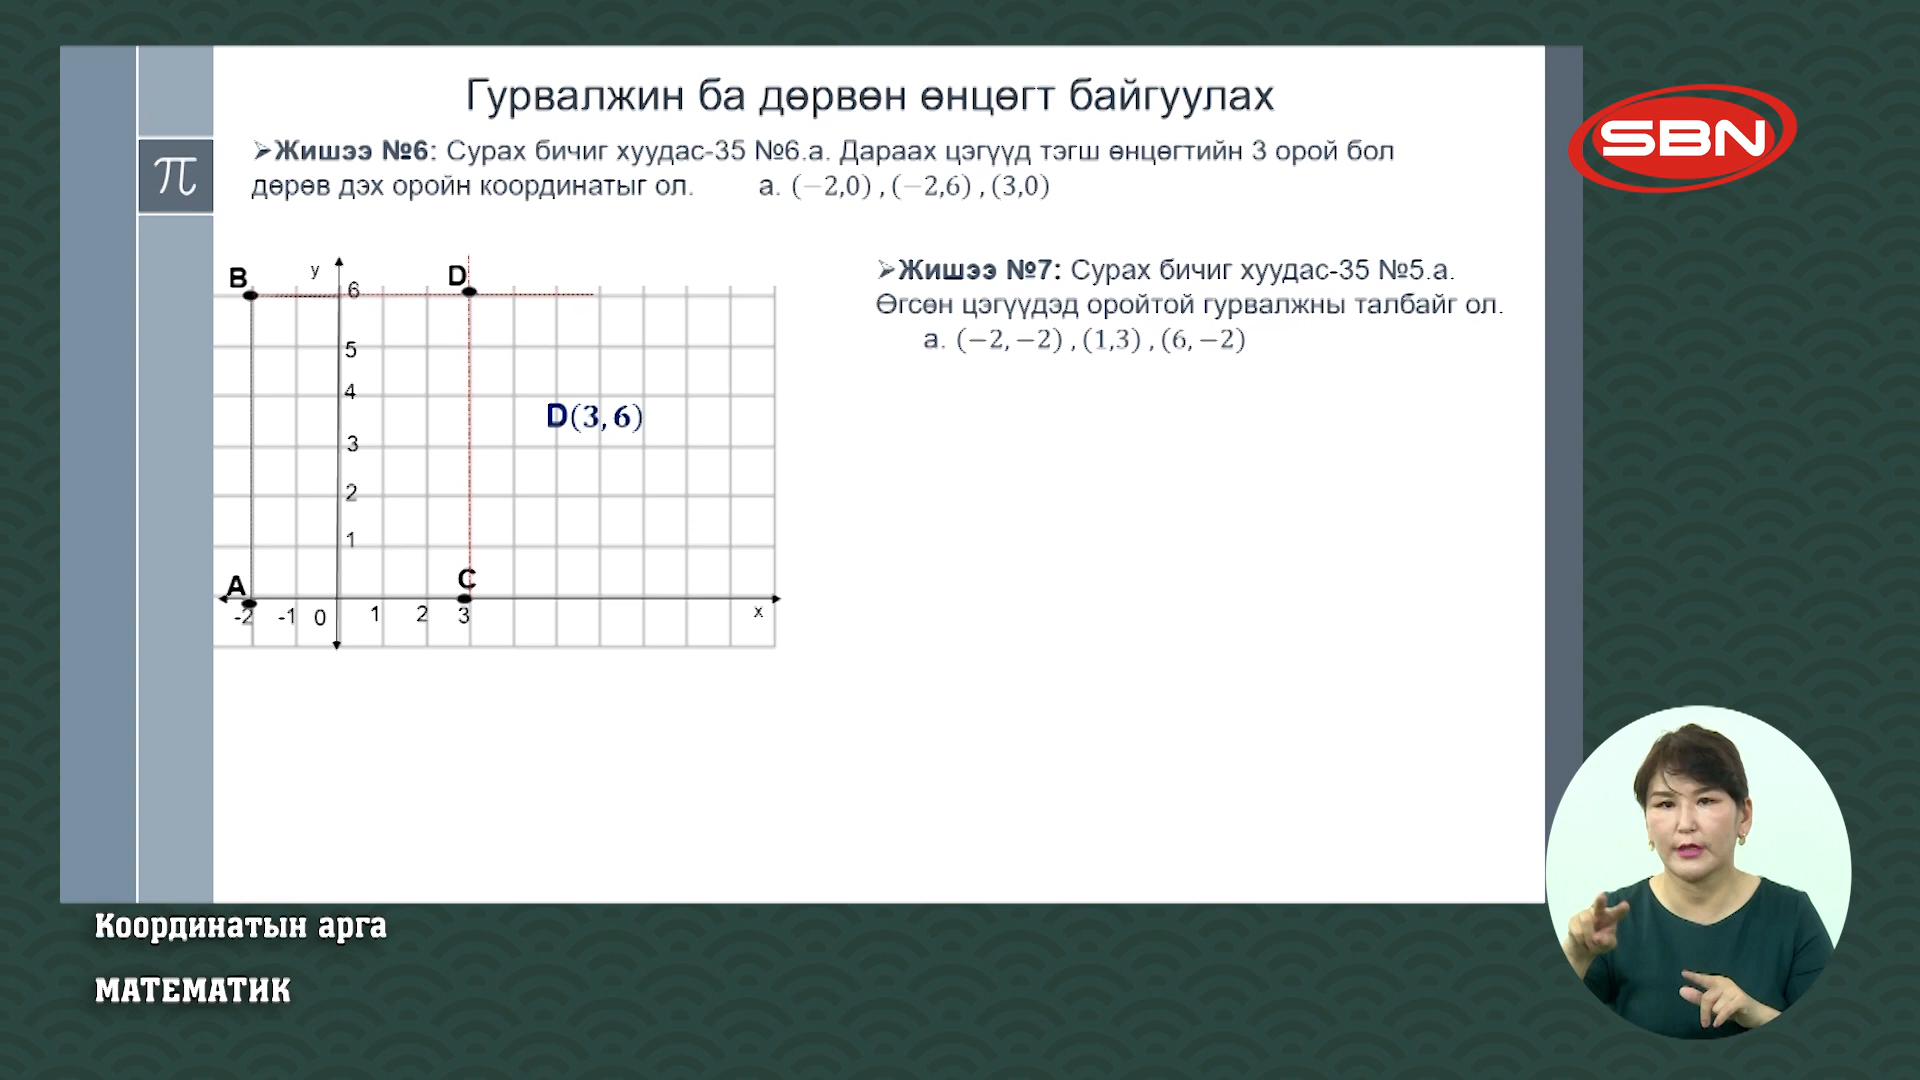 Гурвалжин ба дөрвөн өнцөгт байгуулах
SBN
π
➢Жишээ №6: Сурах бичиг хуудас-35 №6.а. Дараах цэгүүд тэгш өнцөгтийн 3 орой бол
дөрөв дэх оройн координатыг ол. а. (−2,0) , (−2,6) , (3,0)
➢Жишээ №7: Сурах бичиг хуудас-35 №5.а.
Өгсөн цэгүүдэд оройтой гурвалжны талбайг ол.
а. (−2, −2) , (1,3) , (6, −2)
B y D
6
5
4
D(3, 6)
3
2
1
A C
-2 -1 0 1 2 3 x
Координатын арга
МАТЕМАТИК